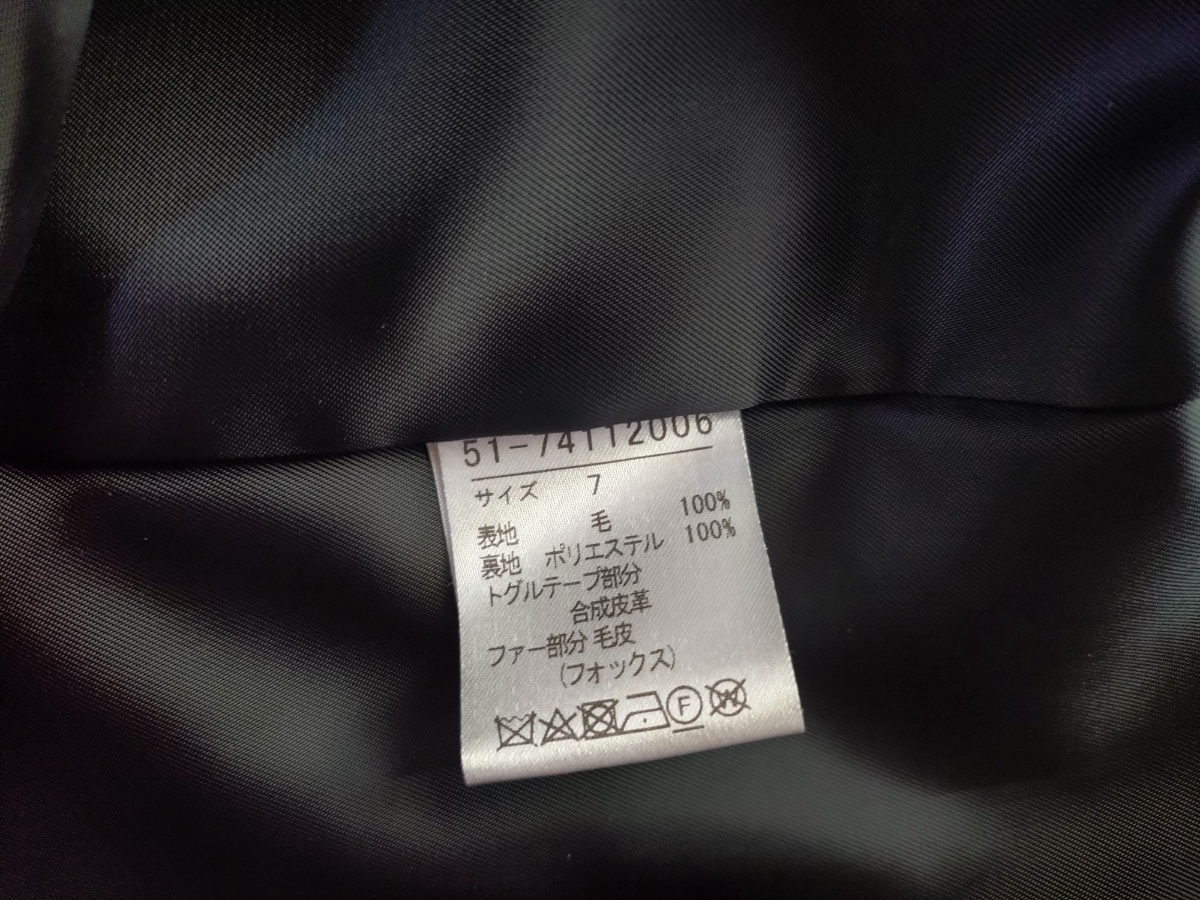 51-74112006
サイズ 7
表地 毛 100%
裏地 ポリエステル 100%
トグルテープ部分
合成皮革
ファー部分 毛皮
(フォックス)
F W